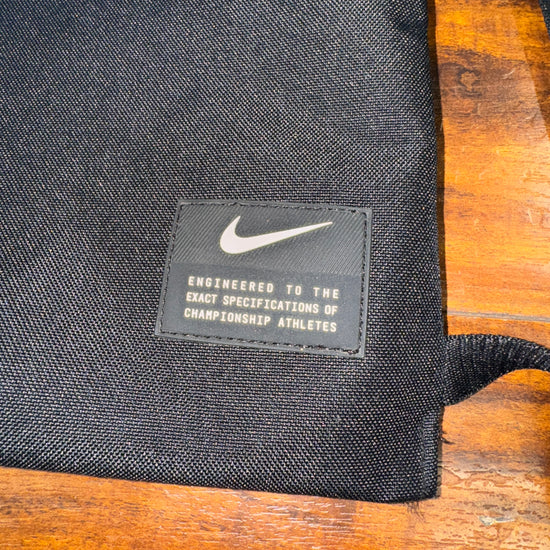 ENGINEERED TO THE
EXACT SPECIFICATIONS OF
CHAMPIONSHIP ATHLETES